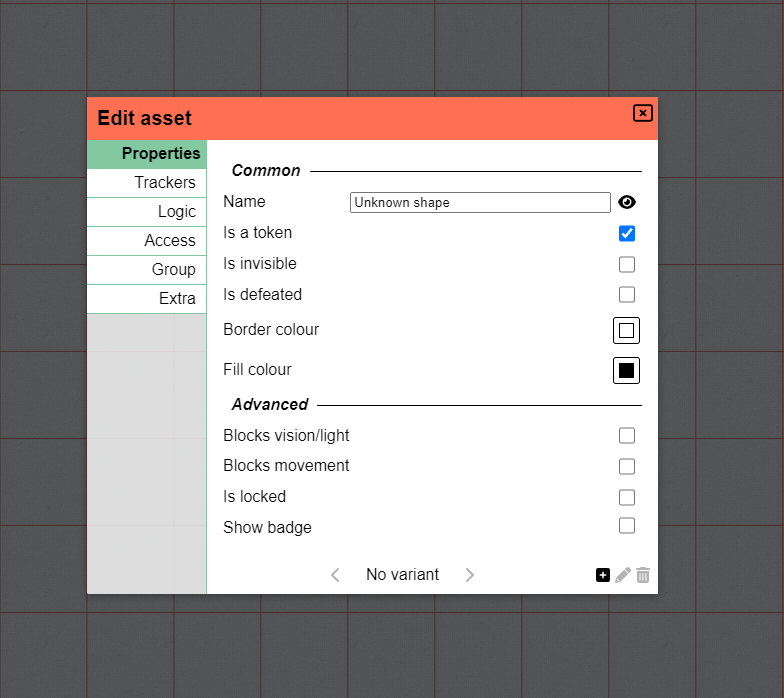 Edit asset
Properties
Trackers
Logic
Access
Group
Extra
Common
Name Unknown shape
Is a token
Is invisible
Is defeated
Border colour
Fill colour
Advanced
Blocks vision/light
Blocks movement
Is locked
Show badge
No variant